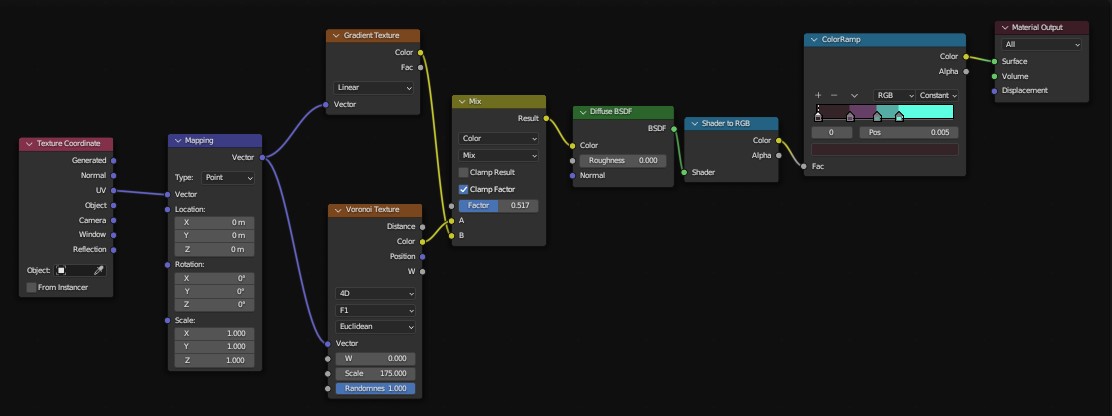 Texture Coordinate
Generated
Normal
UV
Object
Camera
Window
Reflection
Object:
From Instancer
Mapping
Vector
Type: Point
Vector
Location:
X 0 m
Y 0 m
Z 0 m
Rotation:
X 0°
Y 0°
Z 0°
Scale:
X 1.000
Y 1.000
Z 1.000
Gradient Texture
Color
Fac
Linear
Vector
Voronoi Texture
Distance
Color
Position
W
4D
F1
Euclidean
Vector
W 0.000
Scale 175.000
Randomnes 1.000
Mix
Result
Color
Mix
Clamp Result
Clamp Factor
Factor 0.517
A
B
Diffuse BSDF
BSDF
Color
Roughness 0.000
Normal
Shader to RGB
Color
Alpha
Shader
ColorRamp
Color
Alpha
+ - RGB Constant
0 Pos 0.005
Fac
Material Output
All
Surface
Volume
Displacement